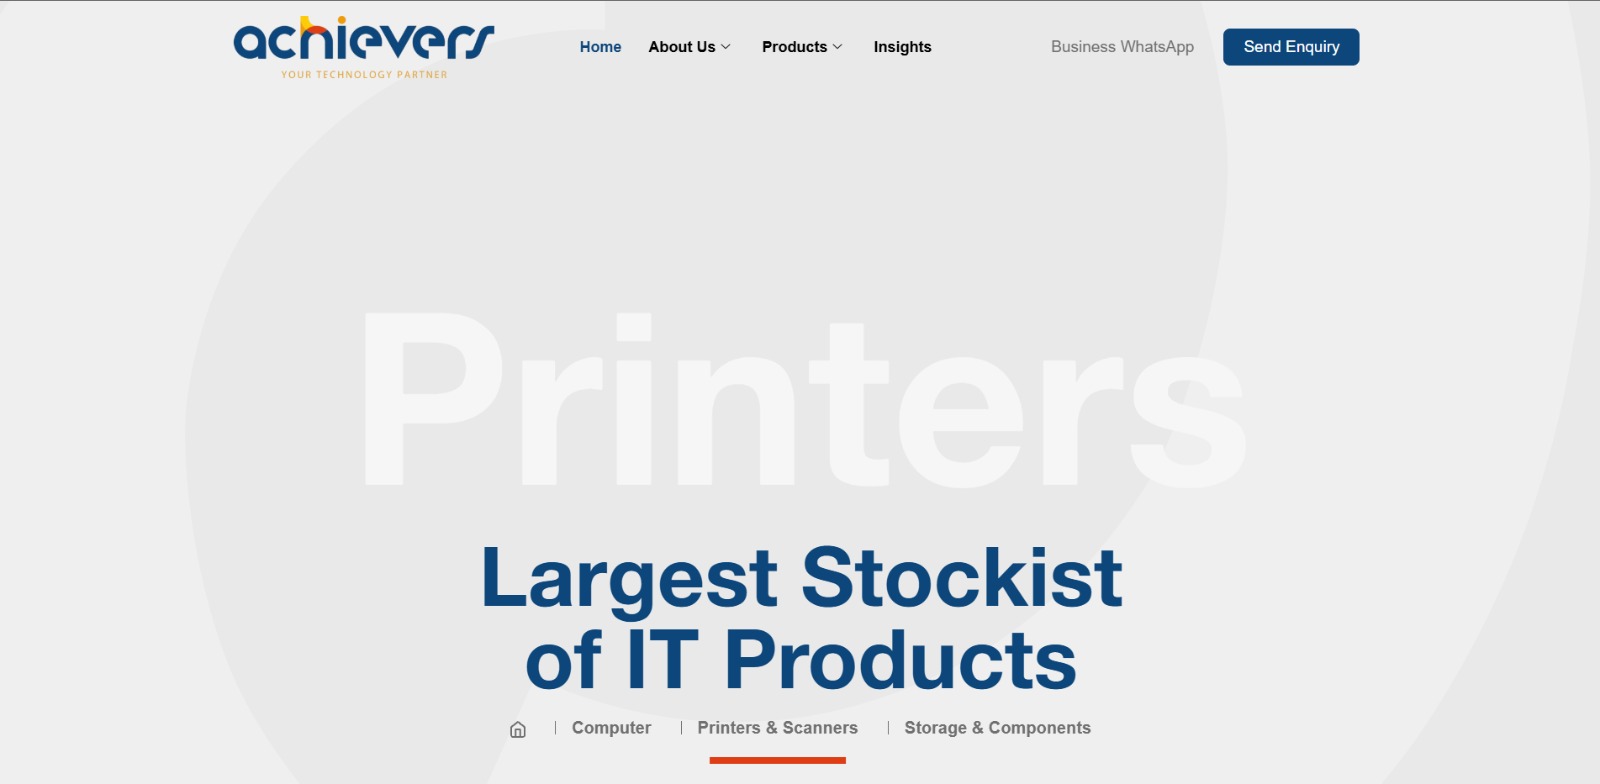 achievers
YOUR TECHNOLOGY PARTNER
Home About Us Products Insights Business WhatsApp Send Enquiry
Printers
Largest Stockist
of IT Products
Computer Printers & Scanners Storage & Components